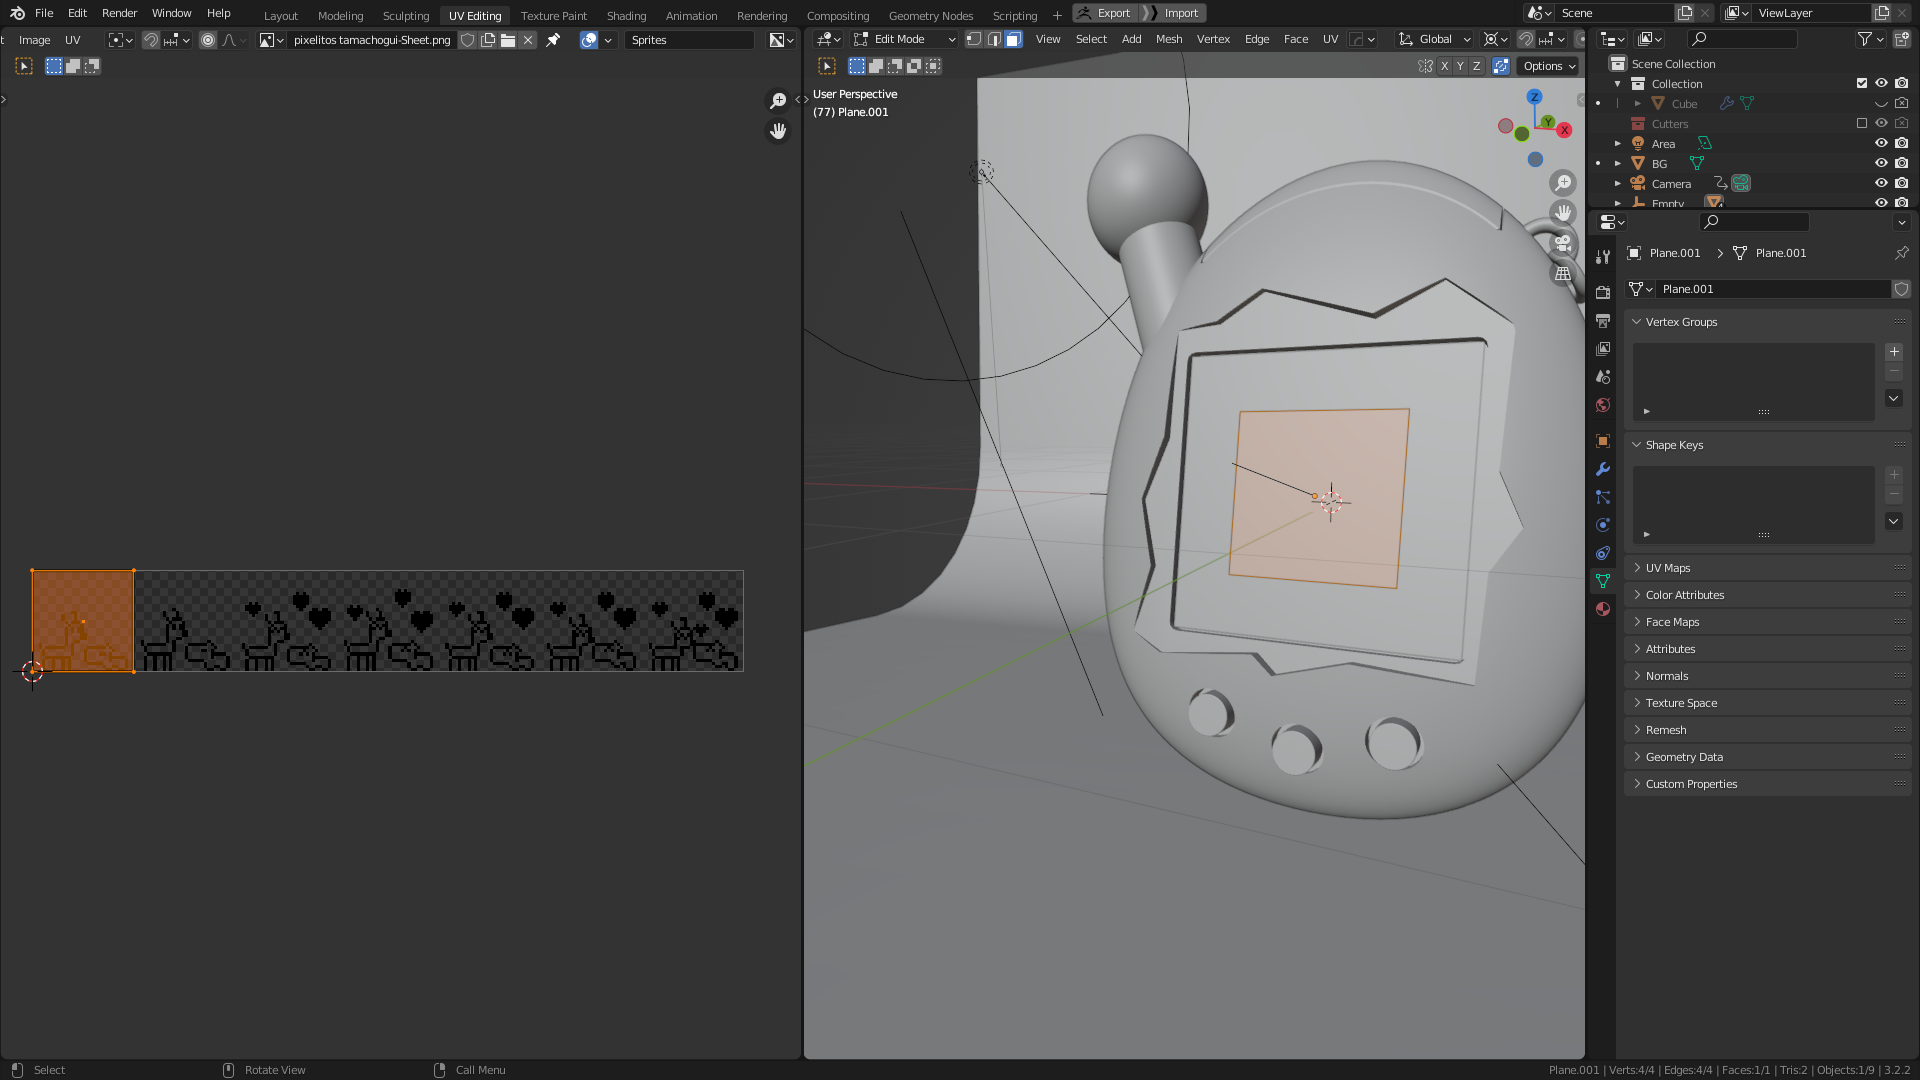 File Edit Render Window Help Layout Modeling Sculpting UV Editing Texture Paint Shading Animation Rendering Compositing Geometry Nodes Scripting + Export Import Scene ViewLayer
t Image UV pixelitos tamachogui-Sheet.png Sprites Edit Mode View Select Add Mesh Vertex Edge Face UV Global
X Y Z Options
User Perspective
(77) Plane.001
Z
Y
X
Scene Collection
Collection
Cube
Cutters
Area
BG
Camera
Empty
Plane.001 > Plane.001
Plane.001
Vertex Groups
Shape Keys
UV Maps
Color Attributes
Face Maps
Attributes
Normals
Texture Space
Remesh
Geometry Data
Custom Properties
Select Rotate View Call Menu Plane.001 | Verts:4/4 | Edges:4/4 | Faces:1/1 | Tris:2 | Objects:1/9 | 3.2.2